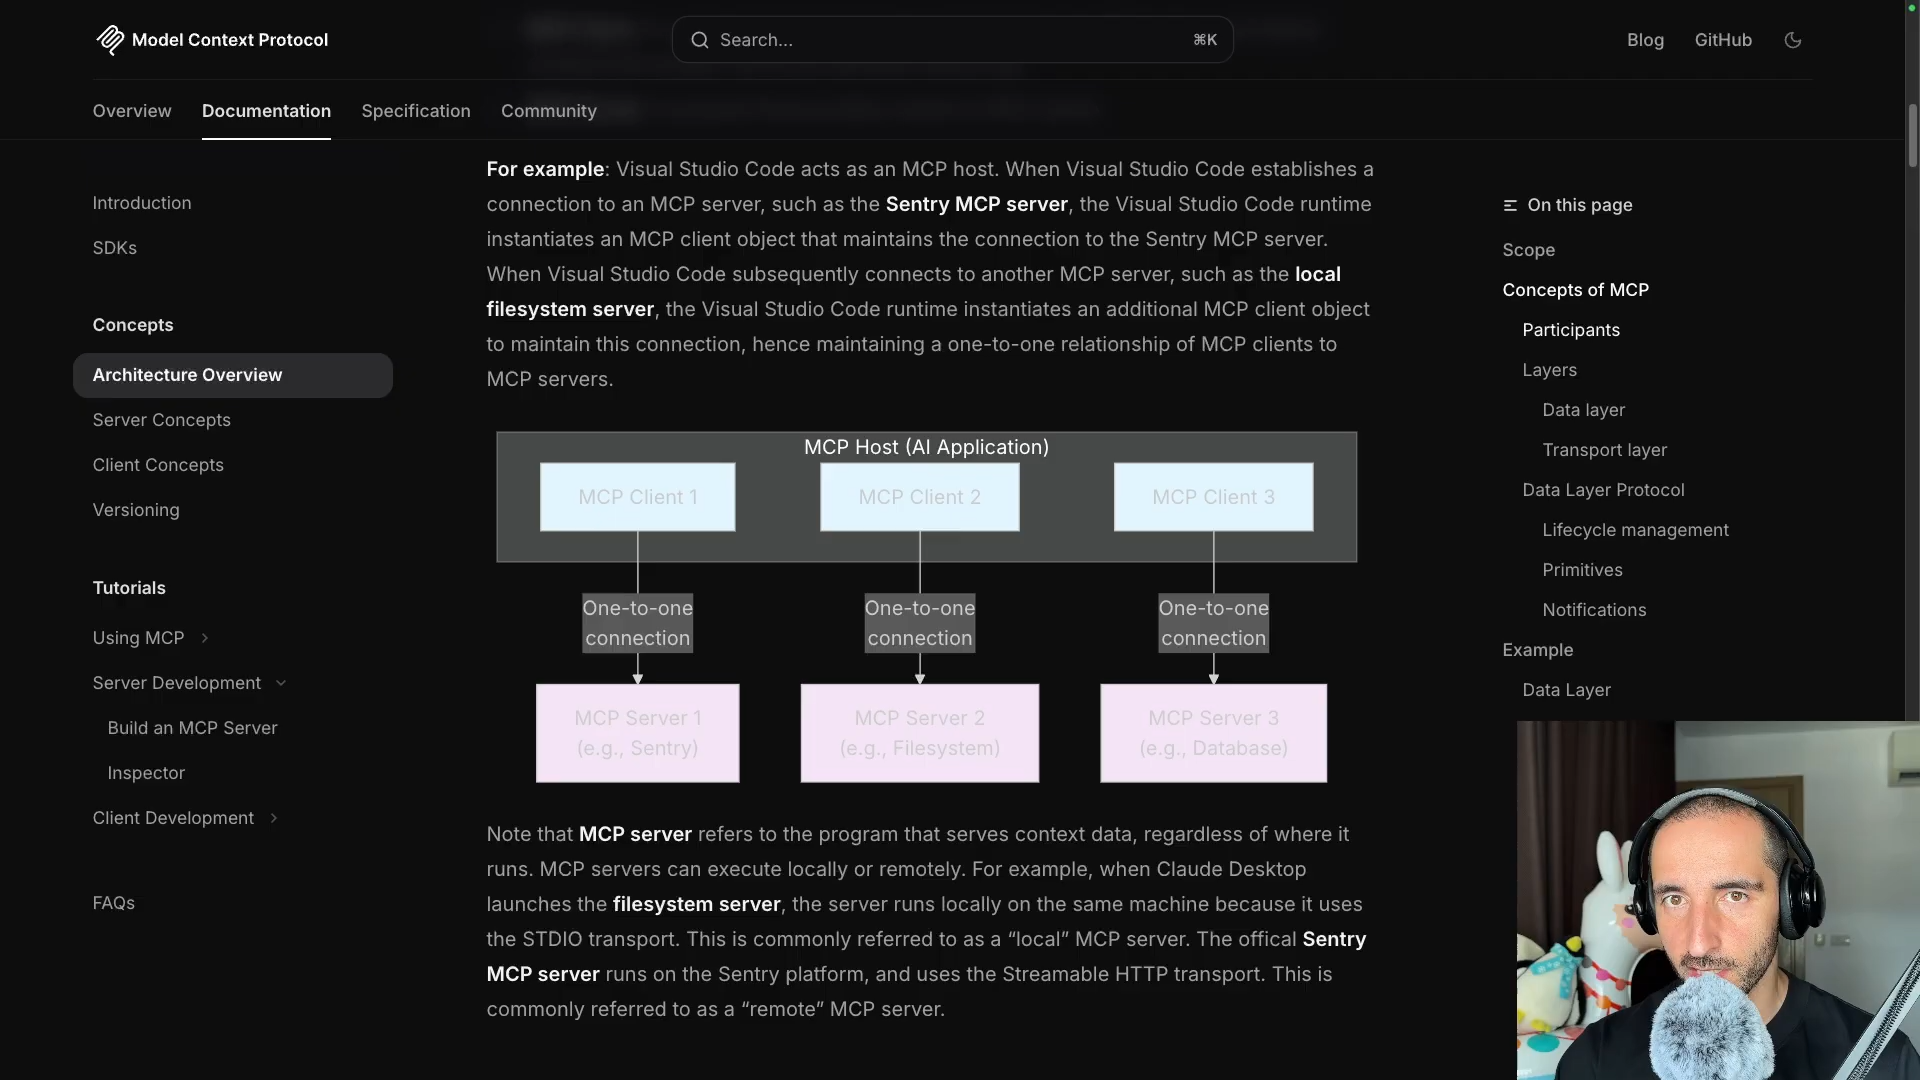 Model Context Protocol
Search...
⌘K
Blog
GitHub
Overview
Documentation
Specification
Community
Introduction
SDKs
Concepts
Architecture Overview
Server Concepts
Client Concepts
Versioning
Tutorials
Using MCP
Server Development
Build an MCP Server
Inspector
Client Development
FAQs
For example: Visual Studio Code acts as an MCP host. When Visual Studio Code establishes a
connection to an MCP server, such as the Sentry MCP server, the Visual Studio Code runtime
instantiates an MCP client object that maintains the connection to the Sentry MCP server.
When Visual Studio Code subsequently connects to another MCP server, such as the local
filesystem server, the Visual Studio Code runtime instantiates an additional MCP client object
to maintain this connection, hence maintaining a one-to-one relationship of MCP clients to
MCP servers.
MCP Host (AI Application)
MCP Client 1
MCP Client 2
MCP Client 3
One-to-one
connection
One-to-one
connection
One-to-one
connection
MCP Server 1
(e.g., Sentry)
MCP Server 2
(e.g., Filesystem)
MCP Server 3
(e.g., Database)
Note that MCP server refers to the program that serves context data, regardless of where it
runs. MCP servers can execute locally or remotely. For example, when Claude Desktop
launches the filesystem server, the server runs locally on the same machine because it uses
the STDIO transport. This is commonly referred to as a “local” MCP server. The offical Sentry
MCP server runs on the Sentry platform, and uses the Streamable HTTP transport. This is
commonly referred to as a “remote” MCP server.
On this page
Scope
Concepts of MCP
Participants
Layers
Data layer
Transport layer
Data Layer Protocol
Lifecycle management
Primitives
Notifications
Example
Data Layer